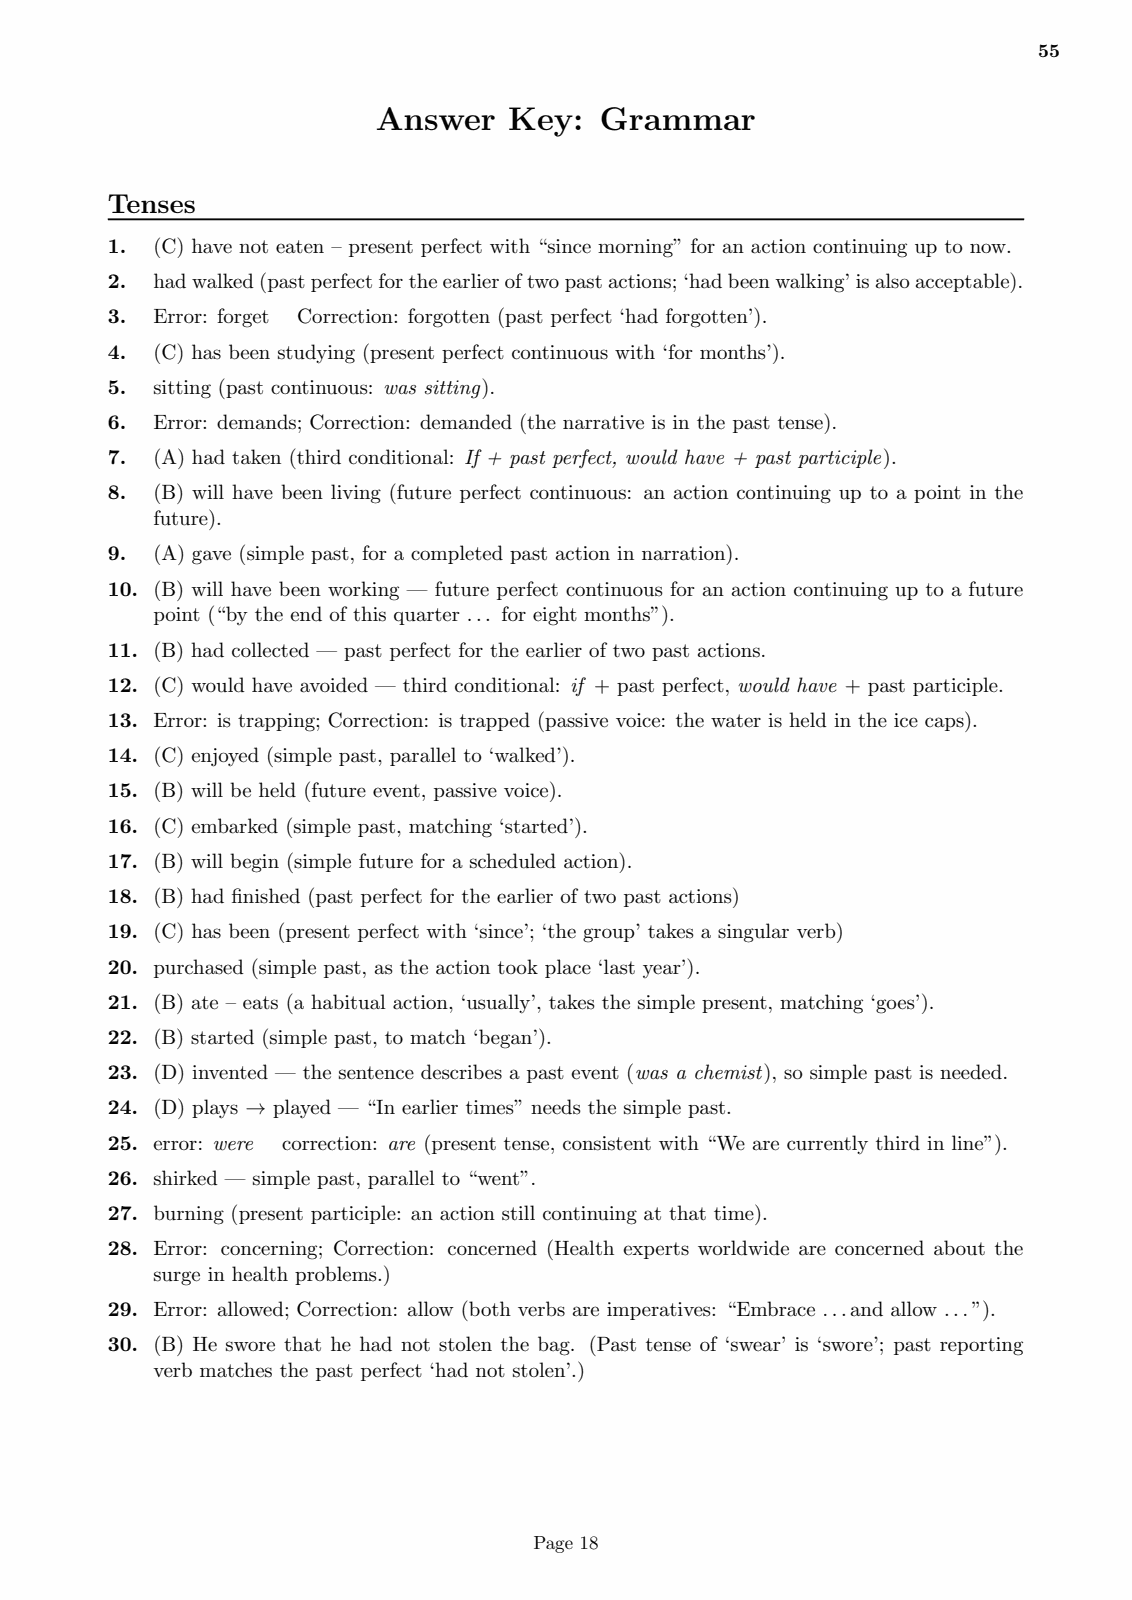 55
Answer Key: Grammar
Tenses
1. (C) have not eaten – present perfect with “since morning” for an action continuing up to now.
2. had walked (past perfect for the earlier of two past actions; ‘had been walking’ is also acceptable).
3. Error: forget Correction: forgotten (past perfect ‘had forgotten’).
4. (C) has been studying (present perfect continuous with ‘for months’).
5. sitting (past continuous: was sitting).
6. Error: demands; Correction: demanded (the narrative is in the past tense).
7. (A) had taken (third conditional: If + past perfect, would have + past participle).
8. (B) will have been living (future perfect continuous: an action continuing up to a point in the
future).
9. (A) gave (simple past, for a completed past action in narration).
10. (B) will have been working — future perfect continuous for an action continuing up to a future
point (“by the end of this quarter ... for eight months”).
11. (B) had collected — past perfect for the earlier of two past actions.
12. (C) would have avoided — third conditional: if + past perfect, would have + past participle.
13. Error: is trapping; Correction: is trapped (passive voice: the water is held in the ice caps).
14. (C) enjoyed (simple past, parallel to ‘walked’).
15. (B) will be held (future event, passive voice).
16. (C) embarked (simple past, matching ‘started’).
17. (B) will begin (simple future for a scheduled action).
18. (B) had finished (past perfect for the earlier of two past actions)
19. (C) has been (present perfect with ‘since’; ‘the group’ takes a singular verb)
20. purchased (simple past, as the action took place ‘last year’).
21. (B) ate – eats (a habitual action, ‘usually’, takes the simple present, matching ‘goes’).
22. (B) started (simple past, to match ‘began’).
23. (D) invented — the sentence describes a past event (was a chemist), so simple past is needed.
24. (D) plays → played — “In earlier times” needs the simple past.
25. error: were correction: are (present tense, consistent with “We are currently third in line”).
26. shirked — simple past, parallel to “went”.
27. burning (present participle: an action still continuing at that time).
28. Error: concerning; Correction: concerned (Health experts worldwide are concerned about the
surge in health problems.)
29. Error: allowed; Correction: allow (both verbs are imperatives: “Embrace ... and allow ...”).
30. (B) He swore that he had not stolen the bag. (Past tense of ‘swear’ is ‘swore’; past reporting
verb matches the past perfect ‘had not stolen’.)
Page 18